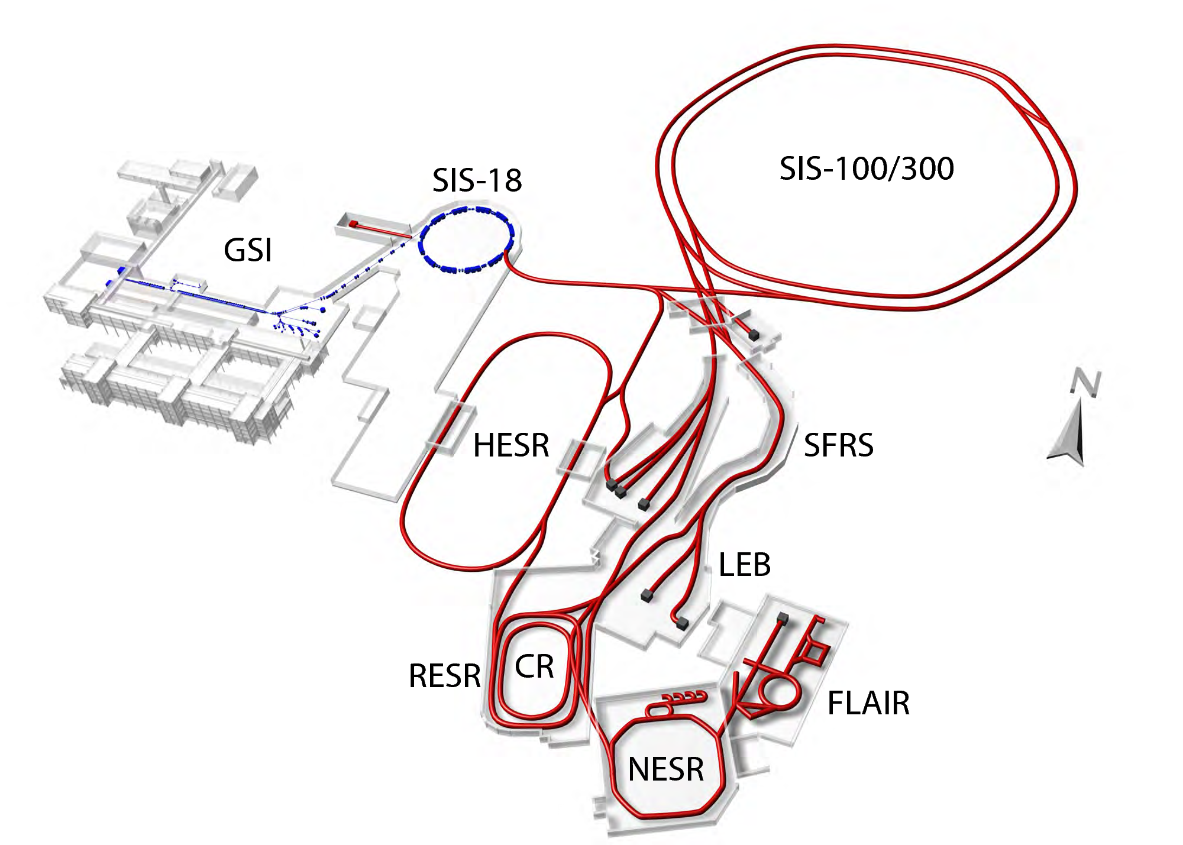 SIS-100/300
SIS-18
GSI
N
HESR
SFRS
LEB
RESR
CR
FLAIR
NESR